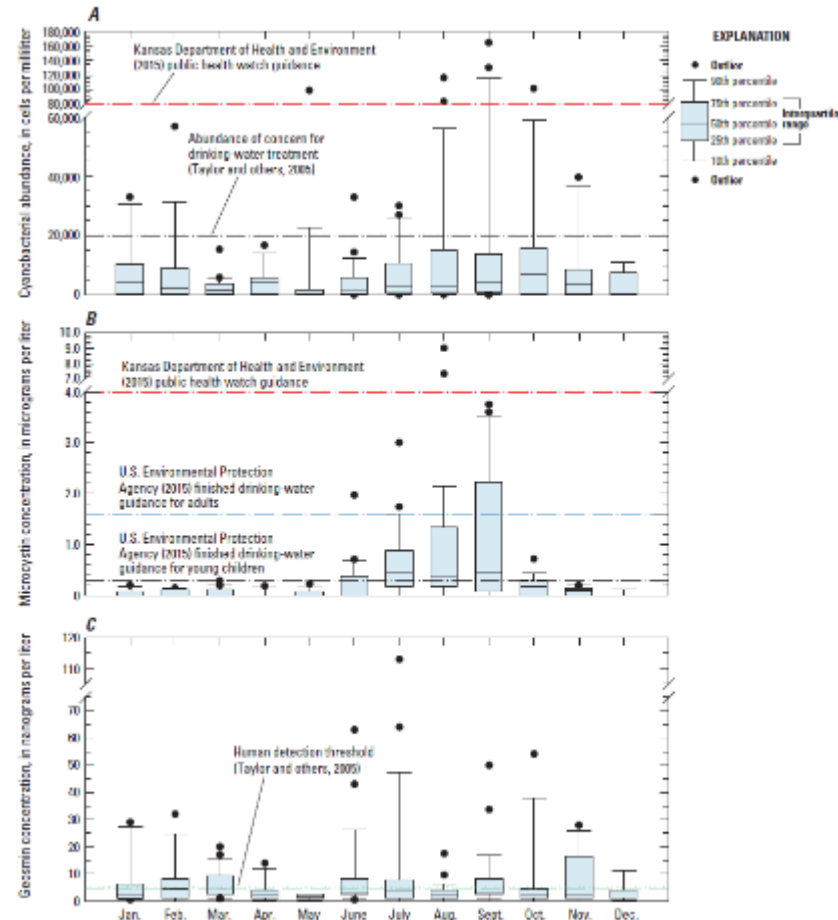 A
Cyanobacterial abundance, in cells per milliliter
180,000
160,000
140,000
120,000
100,000
80,000
60,000
40,000
20,000
0
Kansas Department of Health and Environment
(2015) public health watch guidance
Abundance of concern for
drinking-water treatment
(Taylor and others, 2005)
EXPLANATION
Outlier
90th percentile
75th percentile
50th percentile
25th percentile
Interquartile
range
10th percentile
Outlier
B
Microcystin concentration, in micrograms per liter
10.0
9.0
8.0
7.0
4.0
3.0
2.0
1.0
0
Kansas Department of Health and Environment
(2015) public health watch guidance
U.S. Environmental Protection
Agency (2015) finished drinking-water
guidance for adults
U.S. Environmental Protection
Agency (2015) finished drinking-water
guidance for young children
C
Geosmin concentration, in nanograms per liter
120
110
70
60
50
40
30
20
10
0
Human detection threshold
(Taylor and others, 2005)
Jan. Feb. Mar. Apr. May June July Aug. Sept. Oct. Nov. Dec.